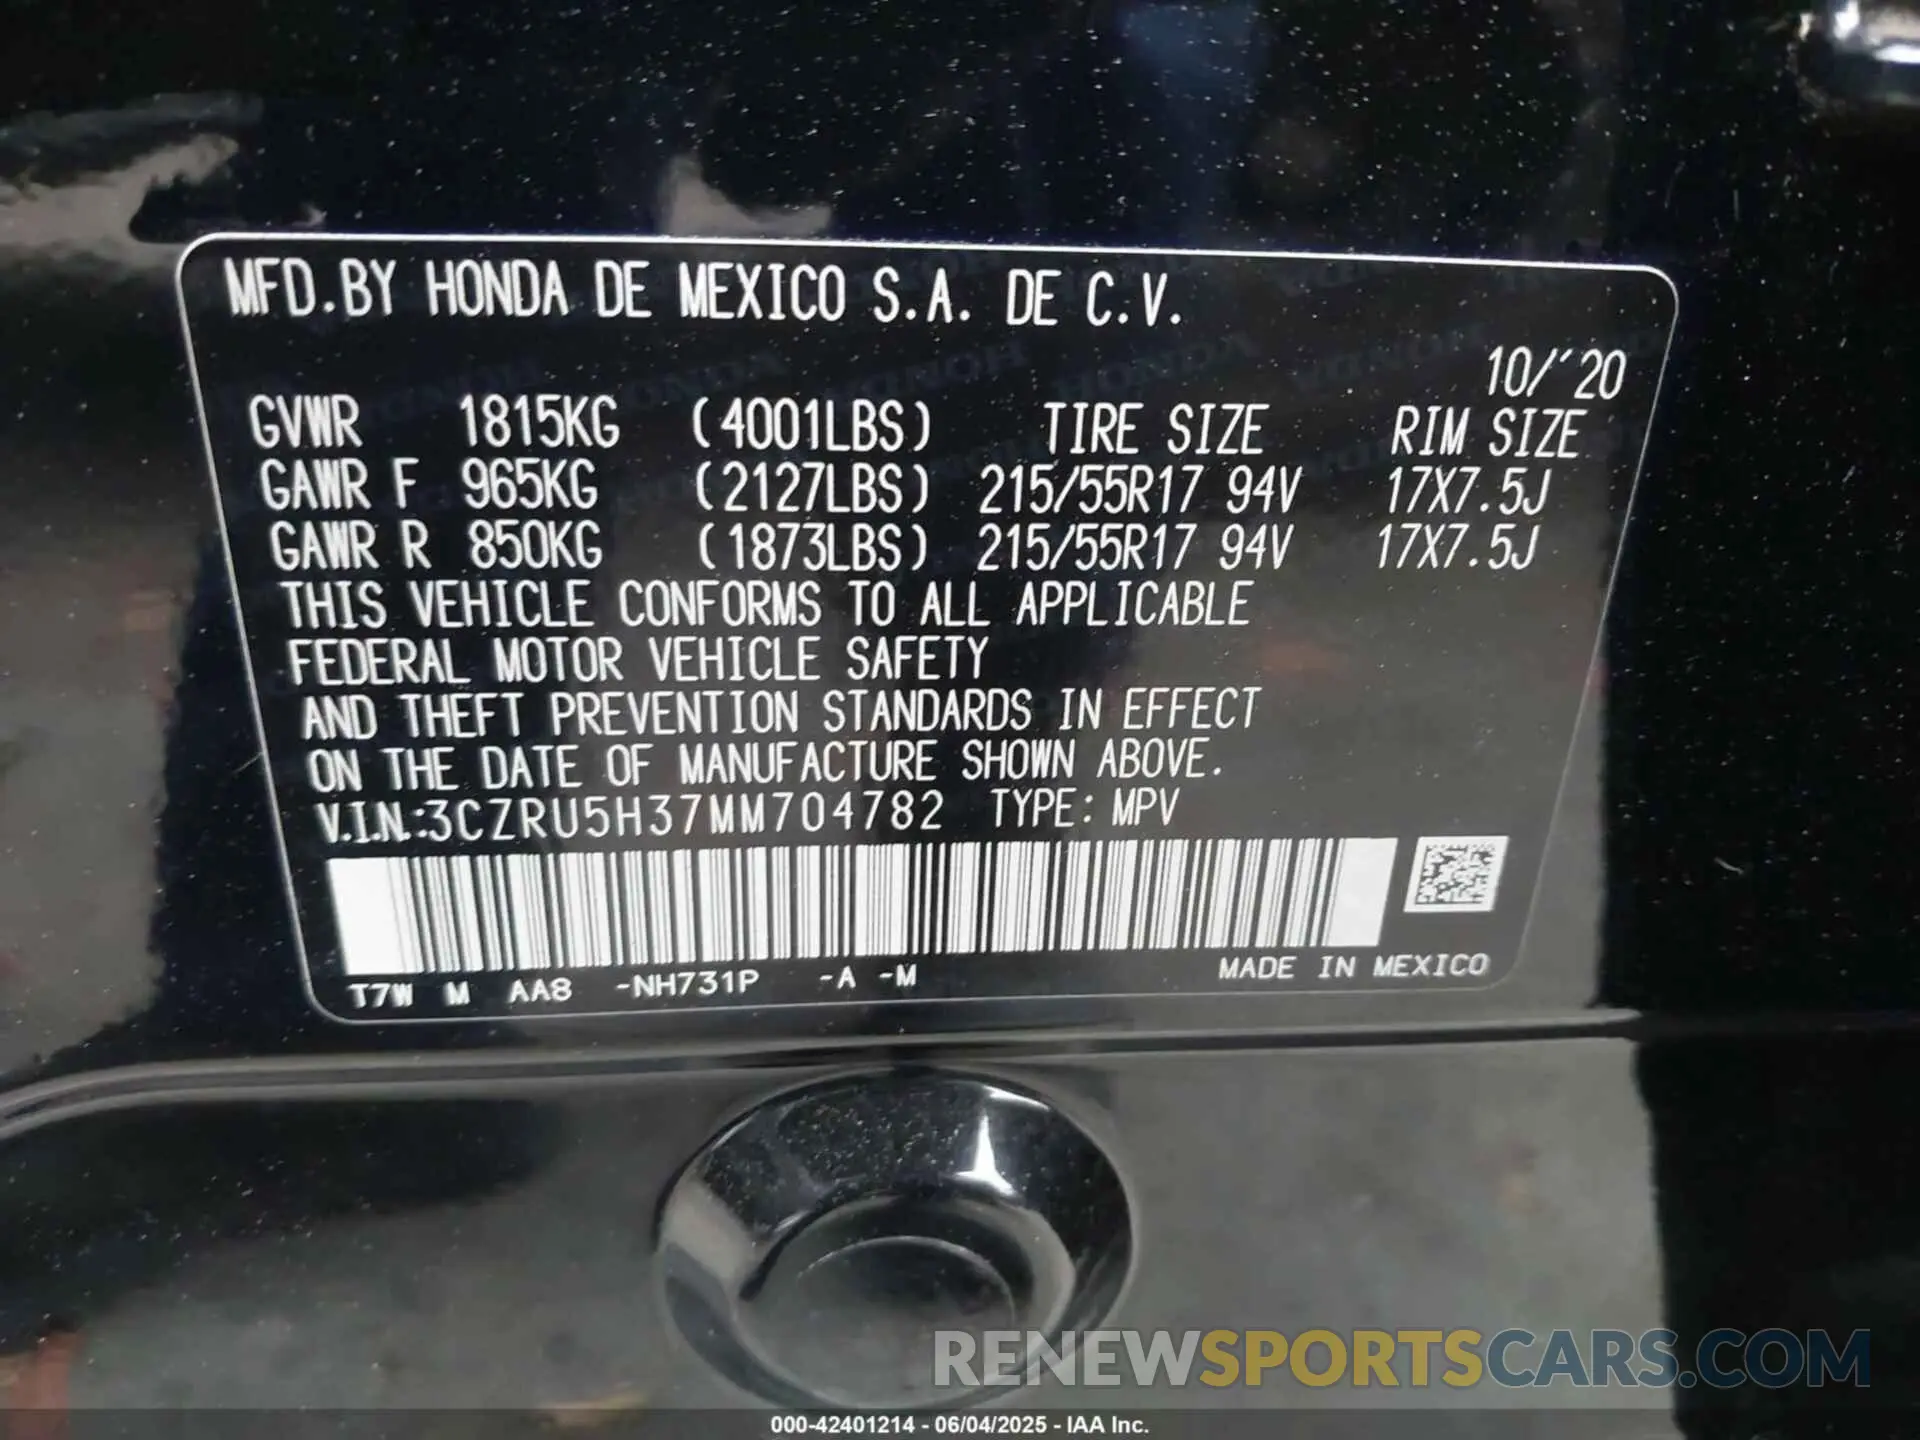 MFD.BY HONDA DE MEXICO S.A. DE C.V.
10/´20
GVWR 1815KG (4001LBS) TIRE SIZE RIM SIZE
GAWR F 965KG (2127LBS) 215/55R17 94V 17X7.5J
GAWR R 850KG (1873LBS) 215/55R17 94V 17X7.5J
THIS VEHICLE CONFORMS TO ALL APPLICABLE
FEDERAL MOTOR VEHICLE SAFETY
AND THEFT PREVENTION STANDARDS IN EFFECT
ON THE DATE OF MANUFACTURE SHOWN ABOVE.
V.I.N.:3CZRU5H37MM704782 TYPE: MPV
T7W M AA8 -NH731P -A -M MADE IN MEXICO
RENEWSPORTSCARS.COM
000-42401214 - 06/04/2025 - IAA Inc.